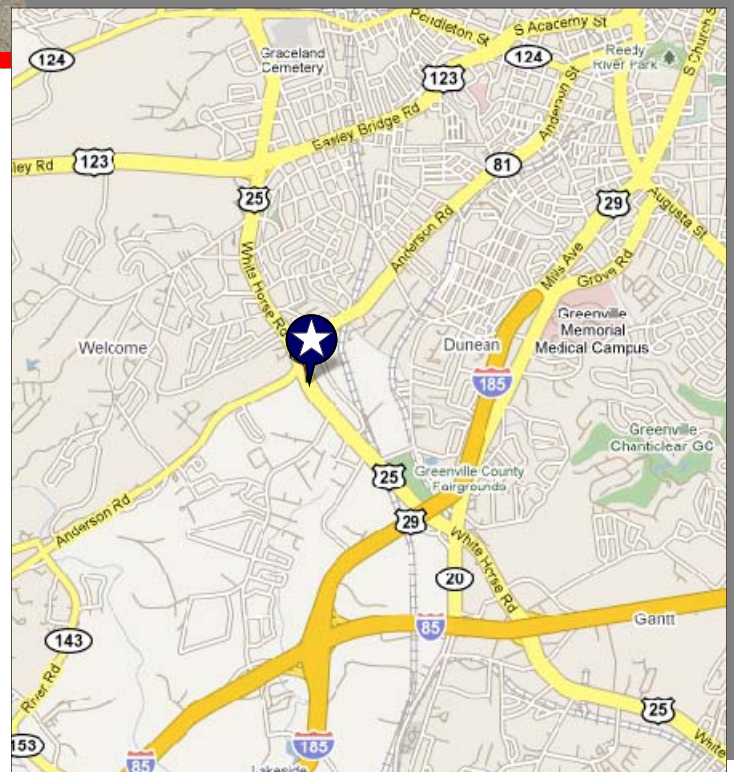 Pendleton St
S Academy St
S Church S
124
Graceland
Cemetery
124
Reedy
River Park
123
Anderson St
Easley Bridge Rd
ley Rd
123
81
25
29
Augusta St
Anderson Rd
White Horse Rd
Mills Ave
Grove Rd
Greenville
Memorial
Medical Campus
Welcome
Dunean
185
Greenville
Chanticlear GC
25
Greenville County
Fairgrounds
29
Anderson Rd
White Horse Rd
20
85
Gantt
143
River Rd
25
White
153
185
85
Lakeside